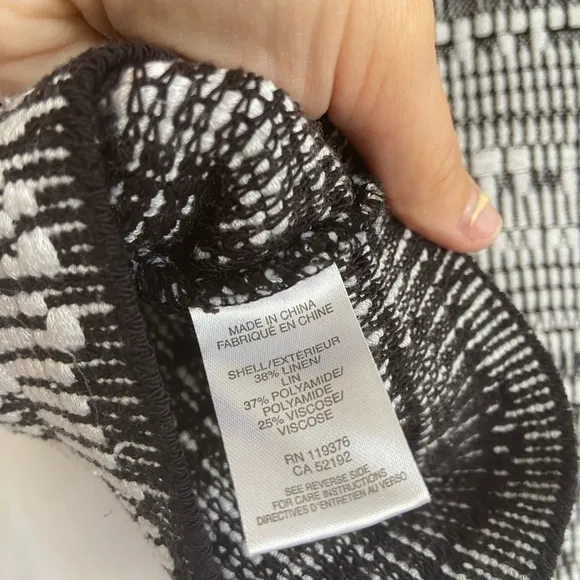 MADE IN CHINA
FABRIQUÉ EN CHINE
SHELL/EXTÉRIEUR
38% LINEN/
LIN
37% POLYAMIDE/
POLYAMIDE
25% VISCOSE/
VISCOSE
RN 119376
CA 52192
SEE REVERSE SIDE
FOR CARE INSTRUCTIONS
DIRECTIVES D'ENTRETIEN AU VERSO